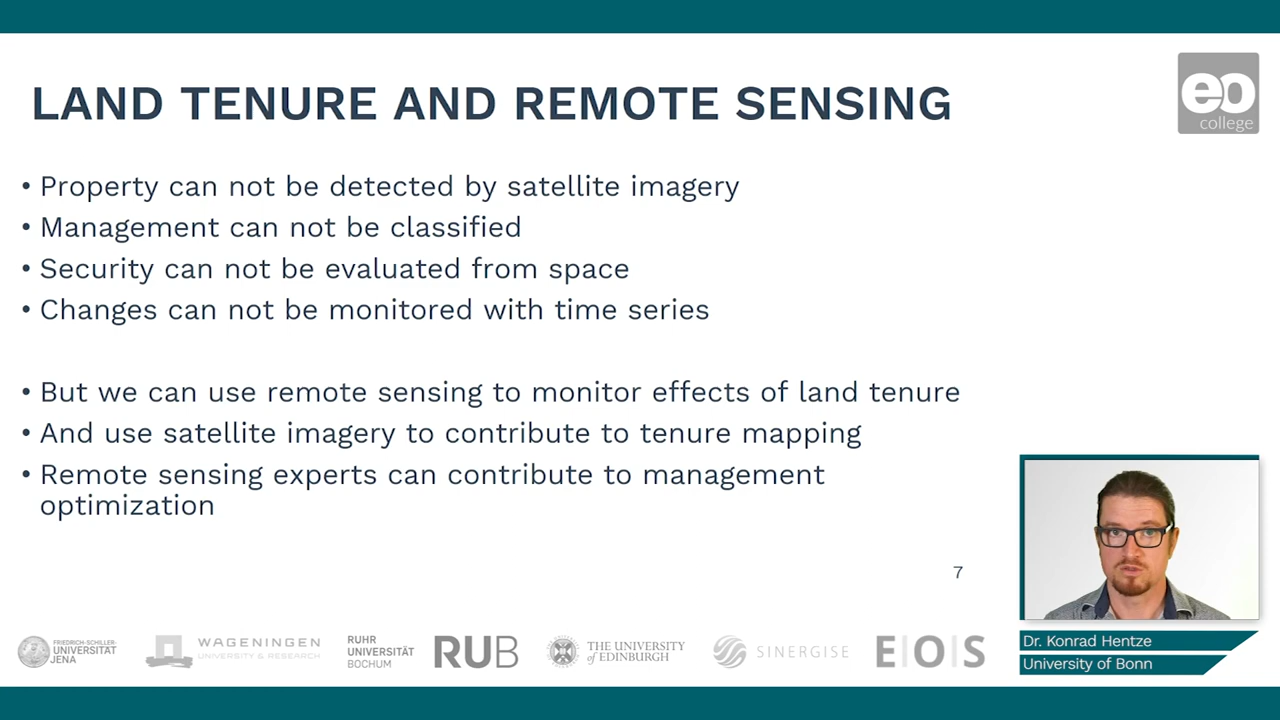 LAND TENURE AND REMOTE SENSING
eo
college
• Property can not be detected by satellite imagery
• Management can not be classified
• Security can not be evaluated from space
• Changes can not be monitored with time series
• But we can use remote sensing to monitor effects of land tenure
• And use satellite imagery to contribute to tenure mapping
• Remote sensing experts can contribute to management
optimization
7
FRIEDRICH-SCHILLER-
UNIVERSITÄT
JENA
WAGENINGEN
UNIVERSITY & RESEARCH
RUHR
UNIVERSITÄT
BOCHUM
RUB
THE UNIVERSITY
of EDINBURGH
SINERGISE
E|O|S
Dr. Konrad Hentze
University of Bonn